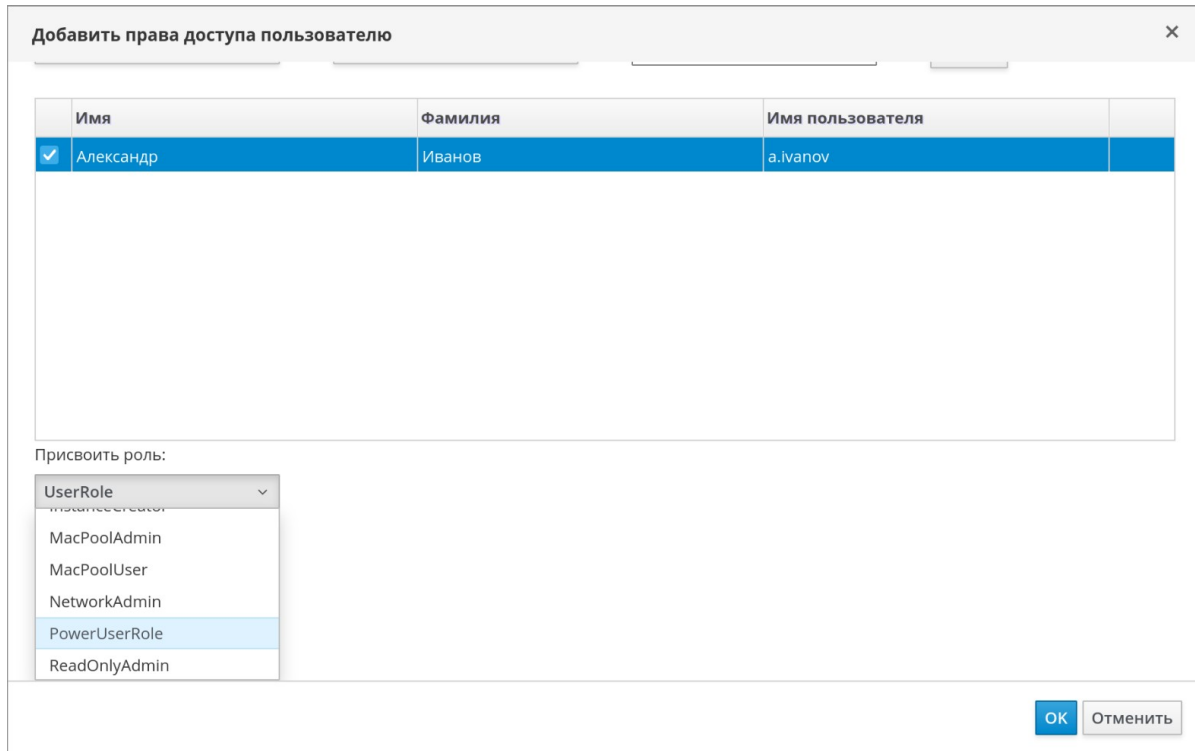 Добавить права доступа пользователю
Имя Фамилия Имя пользователя
Александр Иванов a.ivanov
Присвоить роль:
UserRole
InstanceCreator
MacPoolAdmin
MacPoolUser
NetworkAdmin
PowerUserRole
ReadOnlyAdmin
OK Отменить